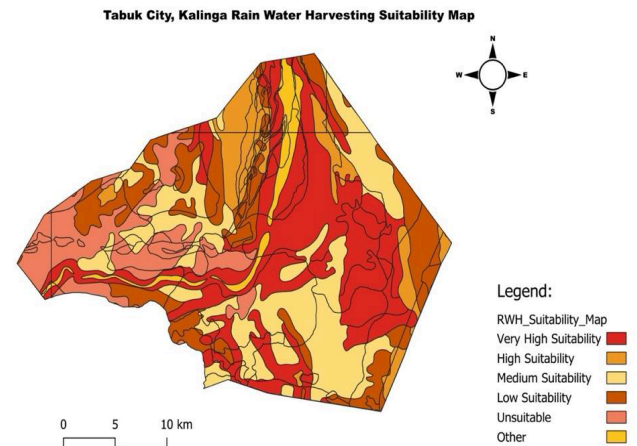 Tabuk City, Kalinga Rain Water Harvesting Suitability Map
N
W E
S
Legend:
RWH_Suitability_Map
Very High Suitability
High Suitability
Medium Suitability
Low Suitability
Unsuitable
Other
0 5 10 km